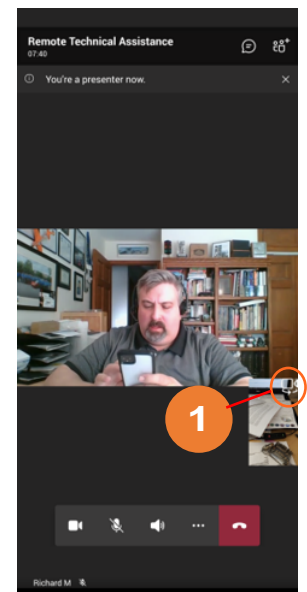 Remote Technical Assistance
07:40
You're a presenter now.
1
Richard M